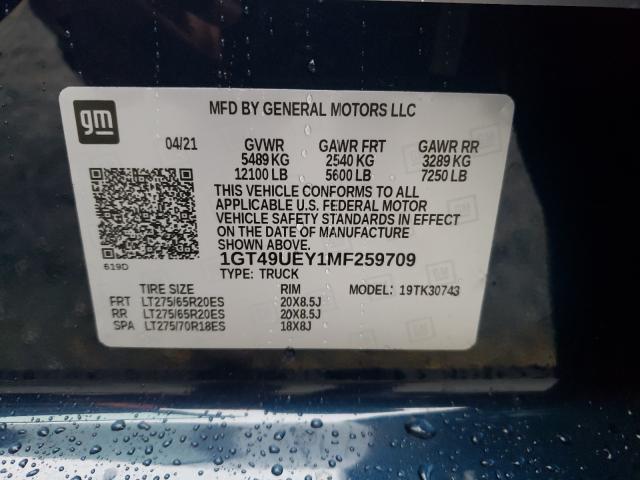 gm
MFD BY GENERAL MOTORS LLC
04/21 GVWR GAWR FRT GAWR RR
5489 KG 2540 KG 3289 KG
12100 LB 5600 LB 7250 LB
THIS VEHICLE CONFORMS TO ALL
APPLICABLE U.S. FEDERAL MOTOR
VEHICLE SAFETY STANDARDS IN EFFECT
ON THE DATE OF MANUFACTURE
SHOWN ABOVE.
619D 1GT49UEY1MF259709
TYPE: TRUCK
TIRE SIZE RIM MODEL: 19TK30743
FRT LT275/65R20ES 20X8.5J
RR LT275/65R20ES 20X8.5J
SPA LT275/70R18ES 18X8J